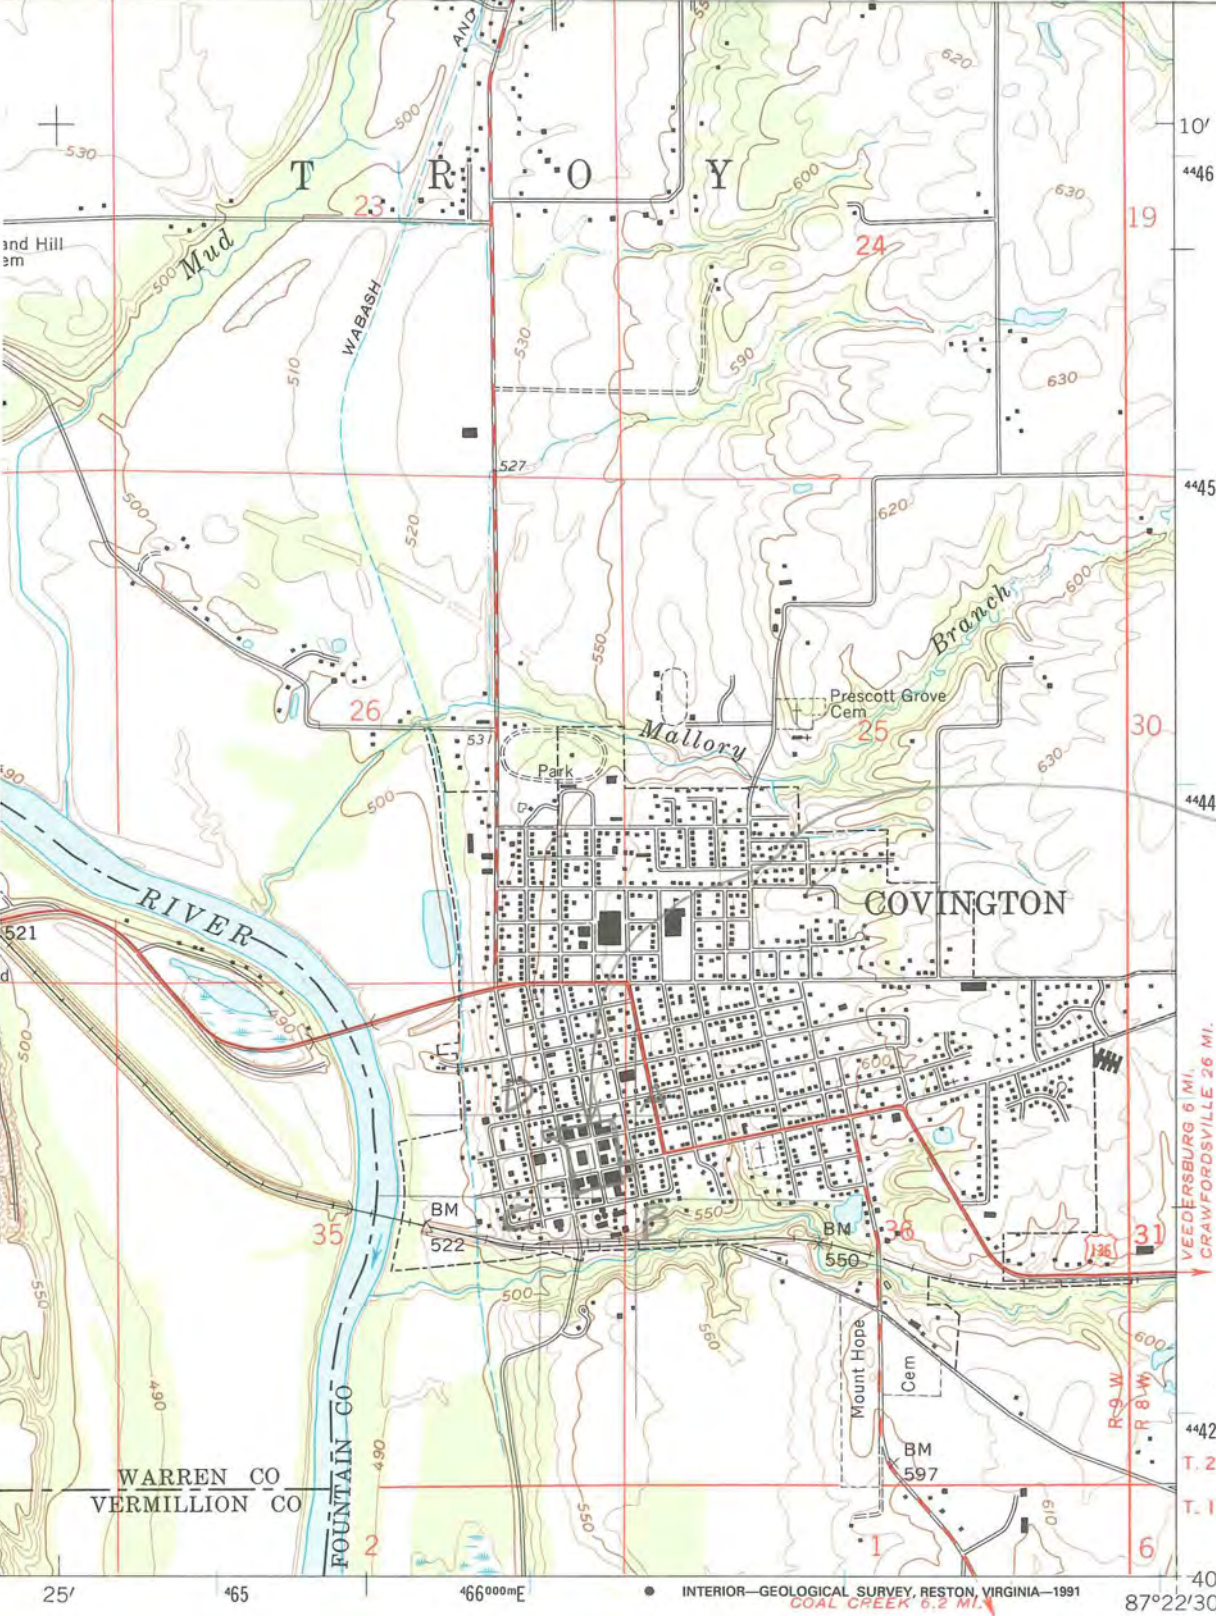 AND
55
620
500
10'
530
T R O Y
600
⁴⁴46
630
23
19
and Hill
em
Mud
24
500
WABASH
510
530
590
630
527
⁴⁴45
500
520
620
600
Branch
550
Prescott Grove
Cem
26
25
30
531
Mallory
630
Park
490
500
⁴⁴44
RIVER
COVINGTON
521
d
490
500
600
D
A
VEEDERSBURG 6 MI.
CRAWFORDSVILLE 26 MI.
BM
522
35
C
B
550
BM
550
36
136
31
500
550
560
600
Mount Hope
Cem
R 9 W
R 8 W
490
FOUNTAIN CO
490
BM
597
⁴⁴42
T. 2
T. 1
WARREN CO
VERMILLION CO
550
610
2
1
6
25'
⁴65
⁴66⁰⁰⁰ᵐE
INTERIOR—GEOLOGICAL SURVEY, RESTON, VIRGINIA—1991
COAL CREEK 6.2 MI.
40
87°22'30